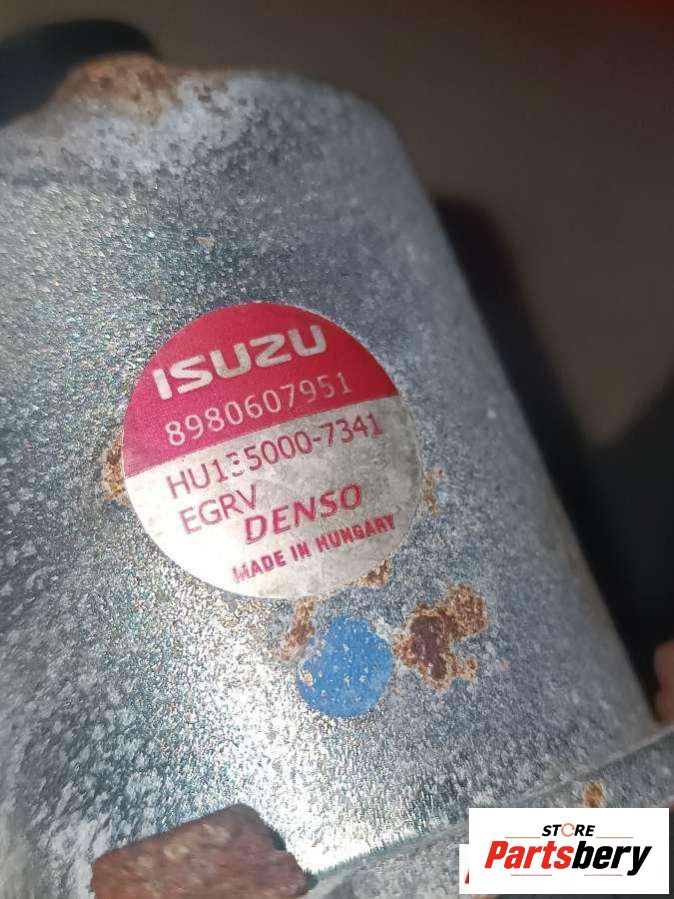 ISUZU
8980607951
HU135000-7341
EGRV
DENSO
MADE IN HUNGARY
STORE
Partsbery